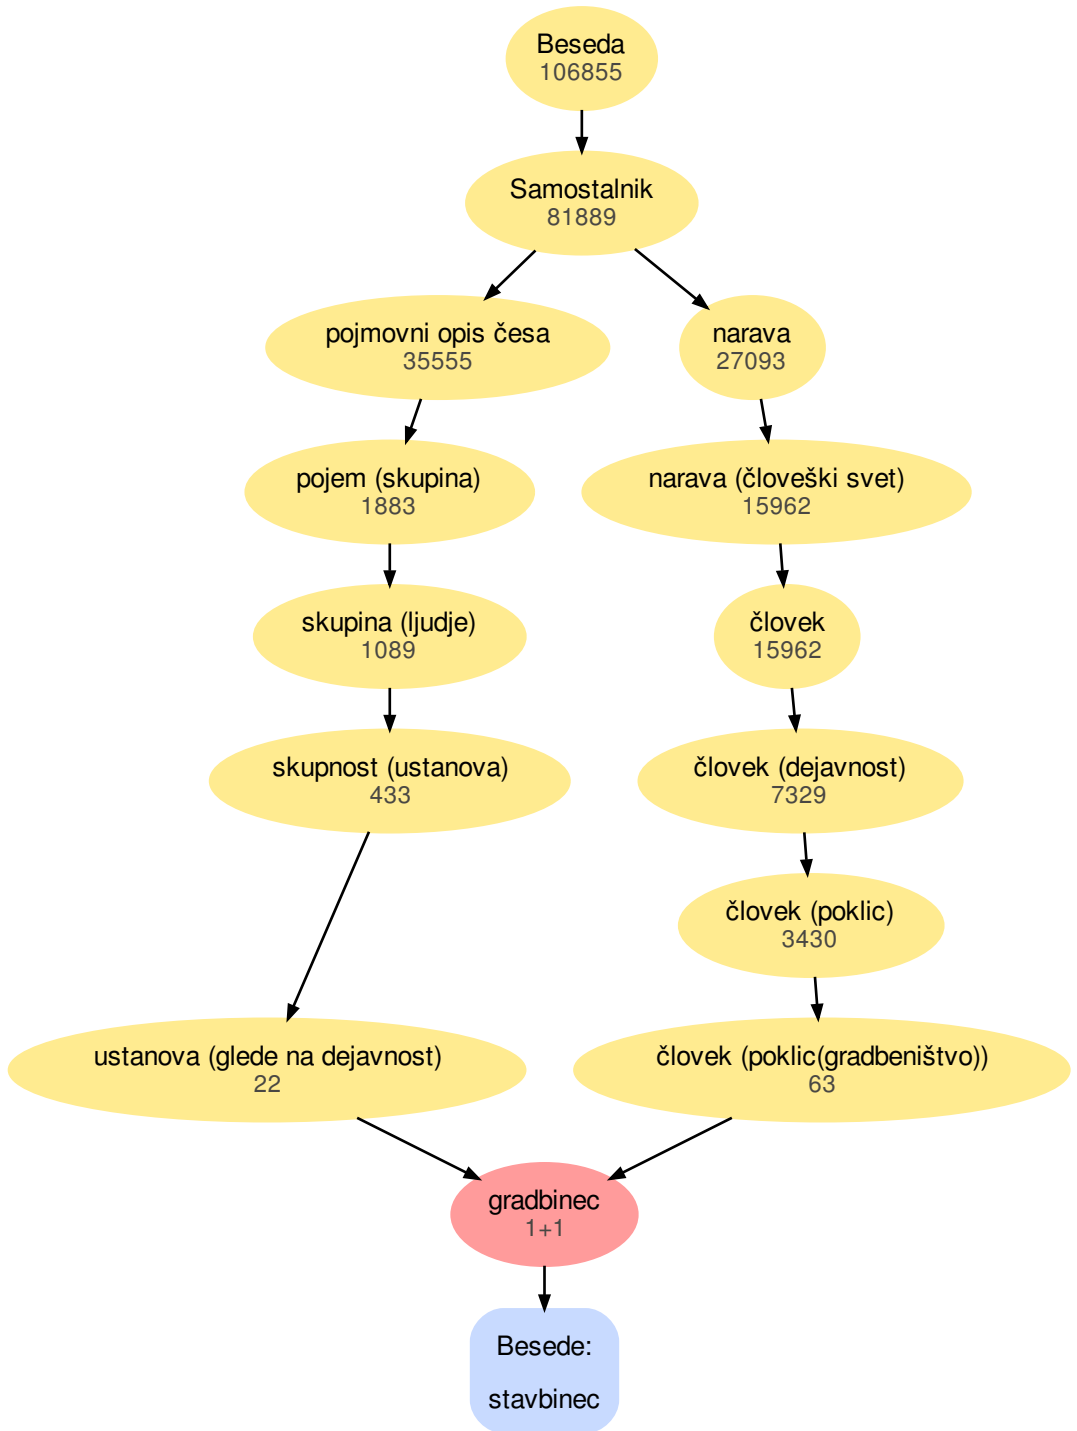 Beseda
106855
Samostalnik
81889
pojmovni opis česa
35555
narava
27093
pojem (skupina)
1883
narava (človeški svet)
15962
skupina (ljudje)
1089
človek
15962
skupnost (ustanova)
433
človek (dejavnost)
7329
človek (poklic)
3430
ustanova (glede na dejavnost)
22
človek (poklic(gradbeništvo))
63
gradbinec
1+1
Besede:
stavbinec